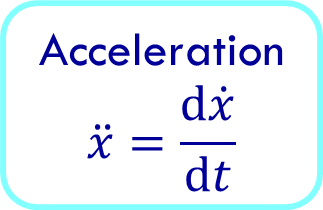 Acceleration
ẍ = dẋ/dt